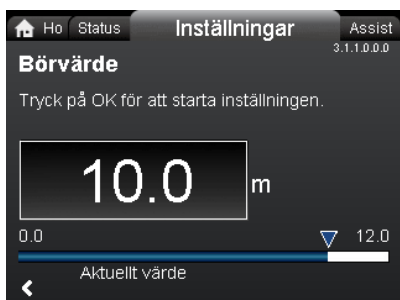 Ho Status Inställningar Assist
3.1.1.0.0.0
Börvärde
Tryck på OK för att starta inställningen.
10.0 m
0.0 12.0
Aktuellt värde